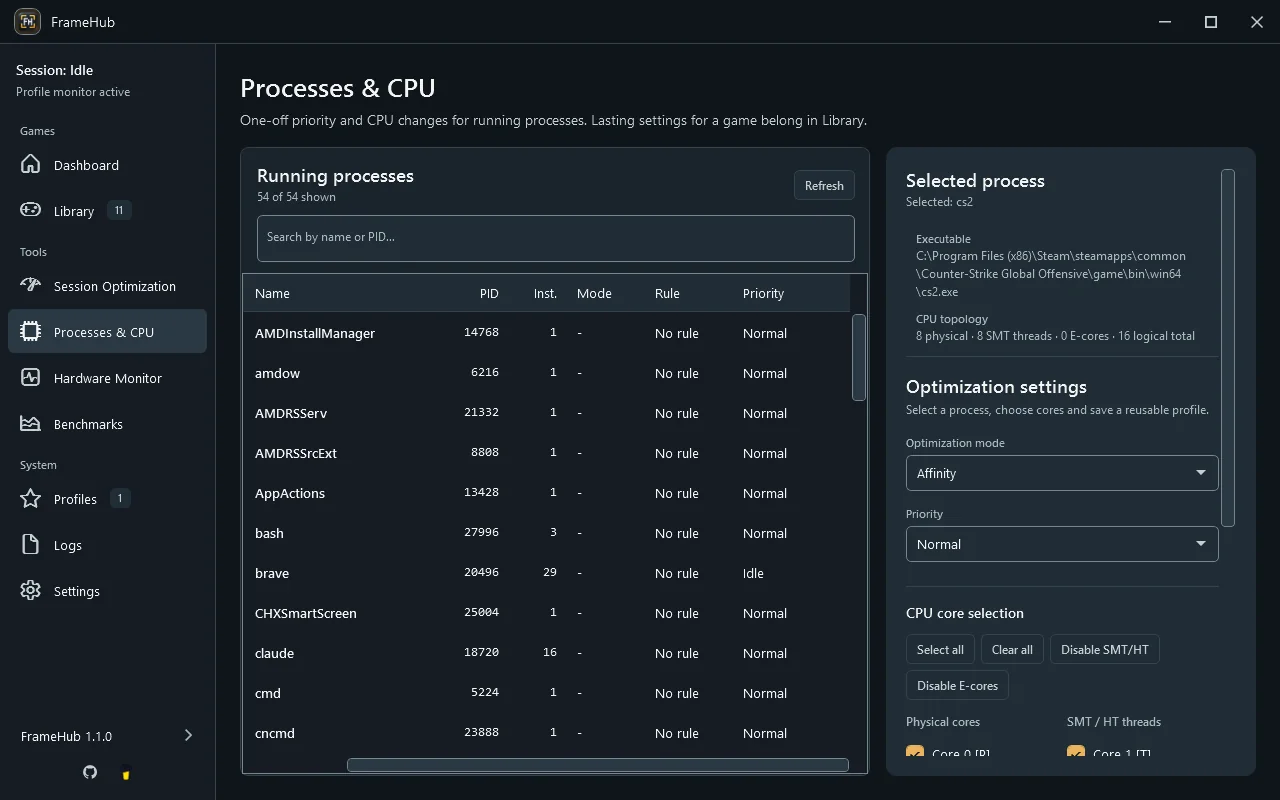 FH
FrameHub
Session: Idle
Profile monitor active
Games
Dashboard
Library 11
Tools
Session Optimization
Processes & CPU
Hardware Monitor
Benchmarks
System
Profiles 1
Logs
Settings
FrameHub 1.1.0
Processes & CPU
One-off priority and CPU changes for running processes. Lasting settings for a game belong in Library.
Running processes
54 of 54 shown
Refresh
Search by name or PID...
Name PID Inst. Mode Rule Priority
AMDInstallManager 14768 1 - No rule Normal
amdow 6216 1 - No rule Normal
AMDRSServ 21332 1 - No rule Normal
AMDRSSrcExt 8808 1 - No rule Normal
AppActions 13428 1 - No rule Normal
bash 27996 3 - No rule Normal
brave 20496 29 - No rule Idle
CHXSmartScreen 25004 1 - No rule Normal
claude 18720 16 - No rule Normal
cmd 5224 1 - No rule Normal
cncmd 23888 1 - No rule Normal
Selected process
Selected: cs2
Executable
C:\Program Files (x86)\Steam\steamapps\common
\Counter-Strike Global Offensive\game\bin\win64
\cs2.exe
CPU topology
8 physical · 8 SMT threads · 0 E-cores · 16 logical total
Optimization settings
Select a process, choose cores and save a reusable profile.
Optimization mode
Affinity
Priority
Normal
CPU core selection
Select all Clear all Disable SMT/HT
Disable E-cores
Physical cores SMT / HT threads
Core 0 [P] Core 1 [T]